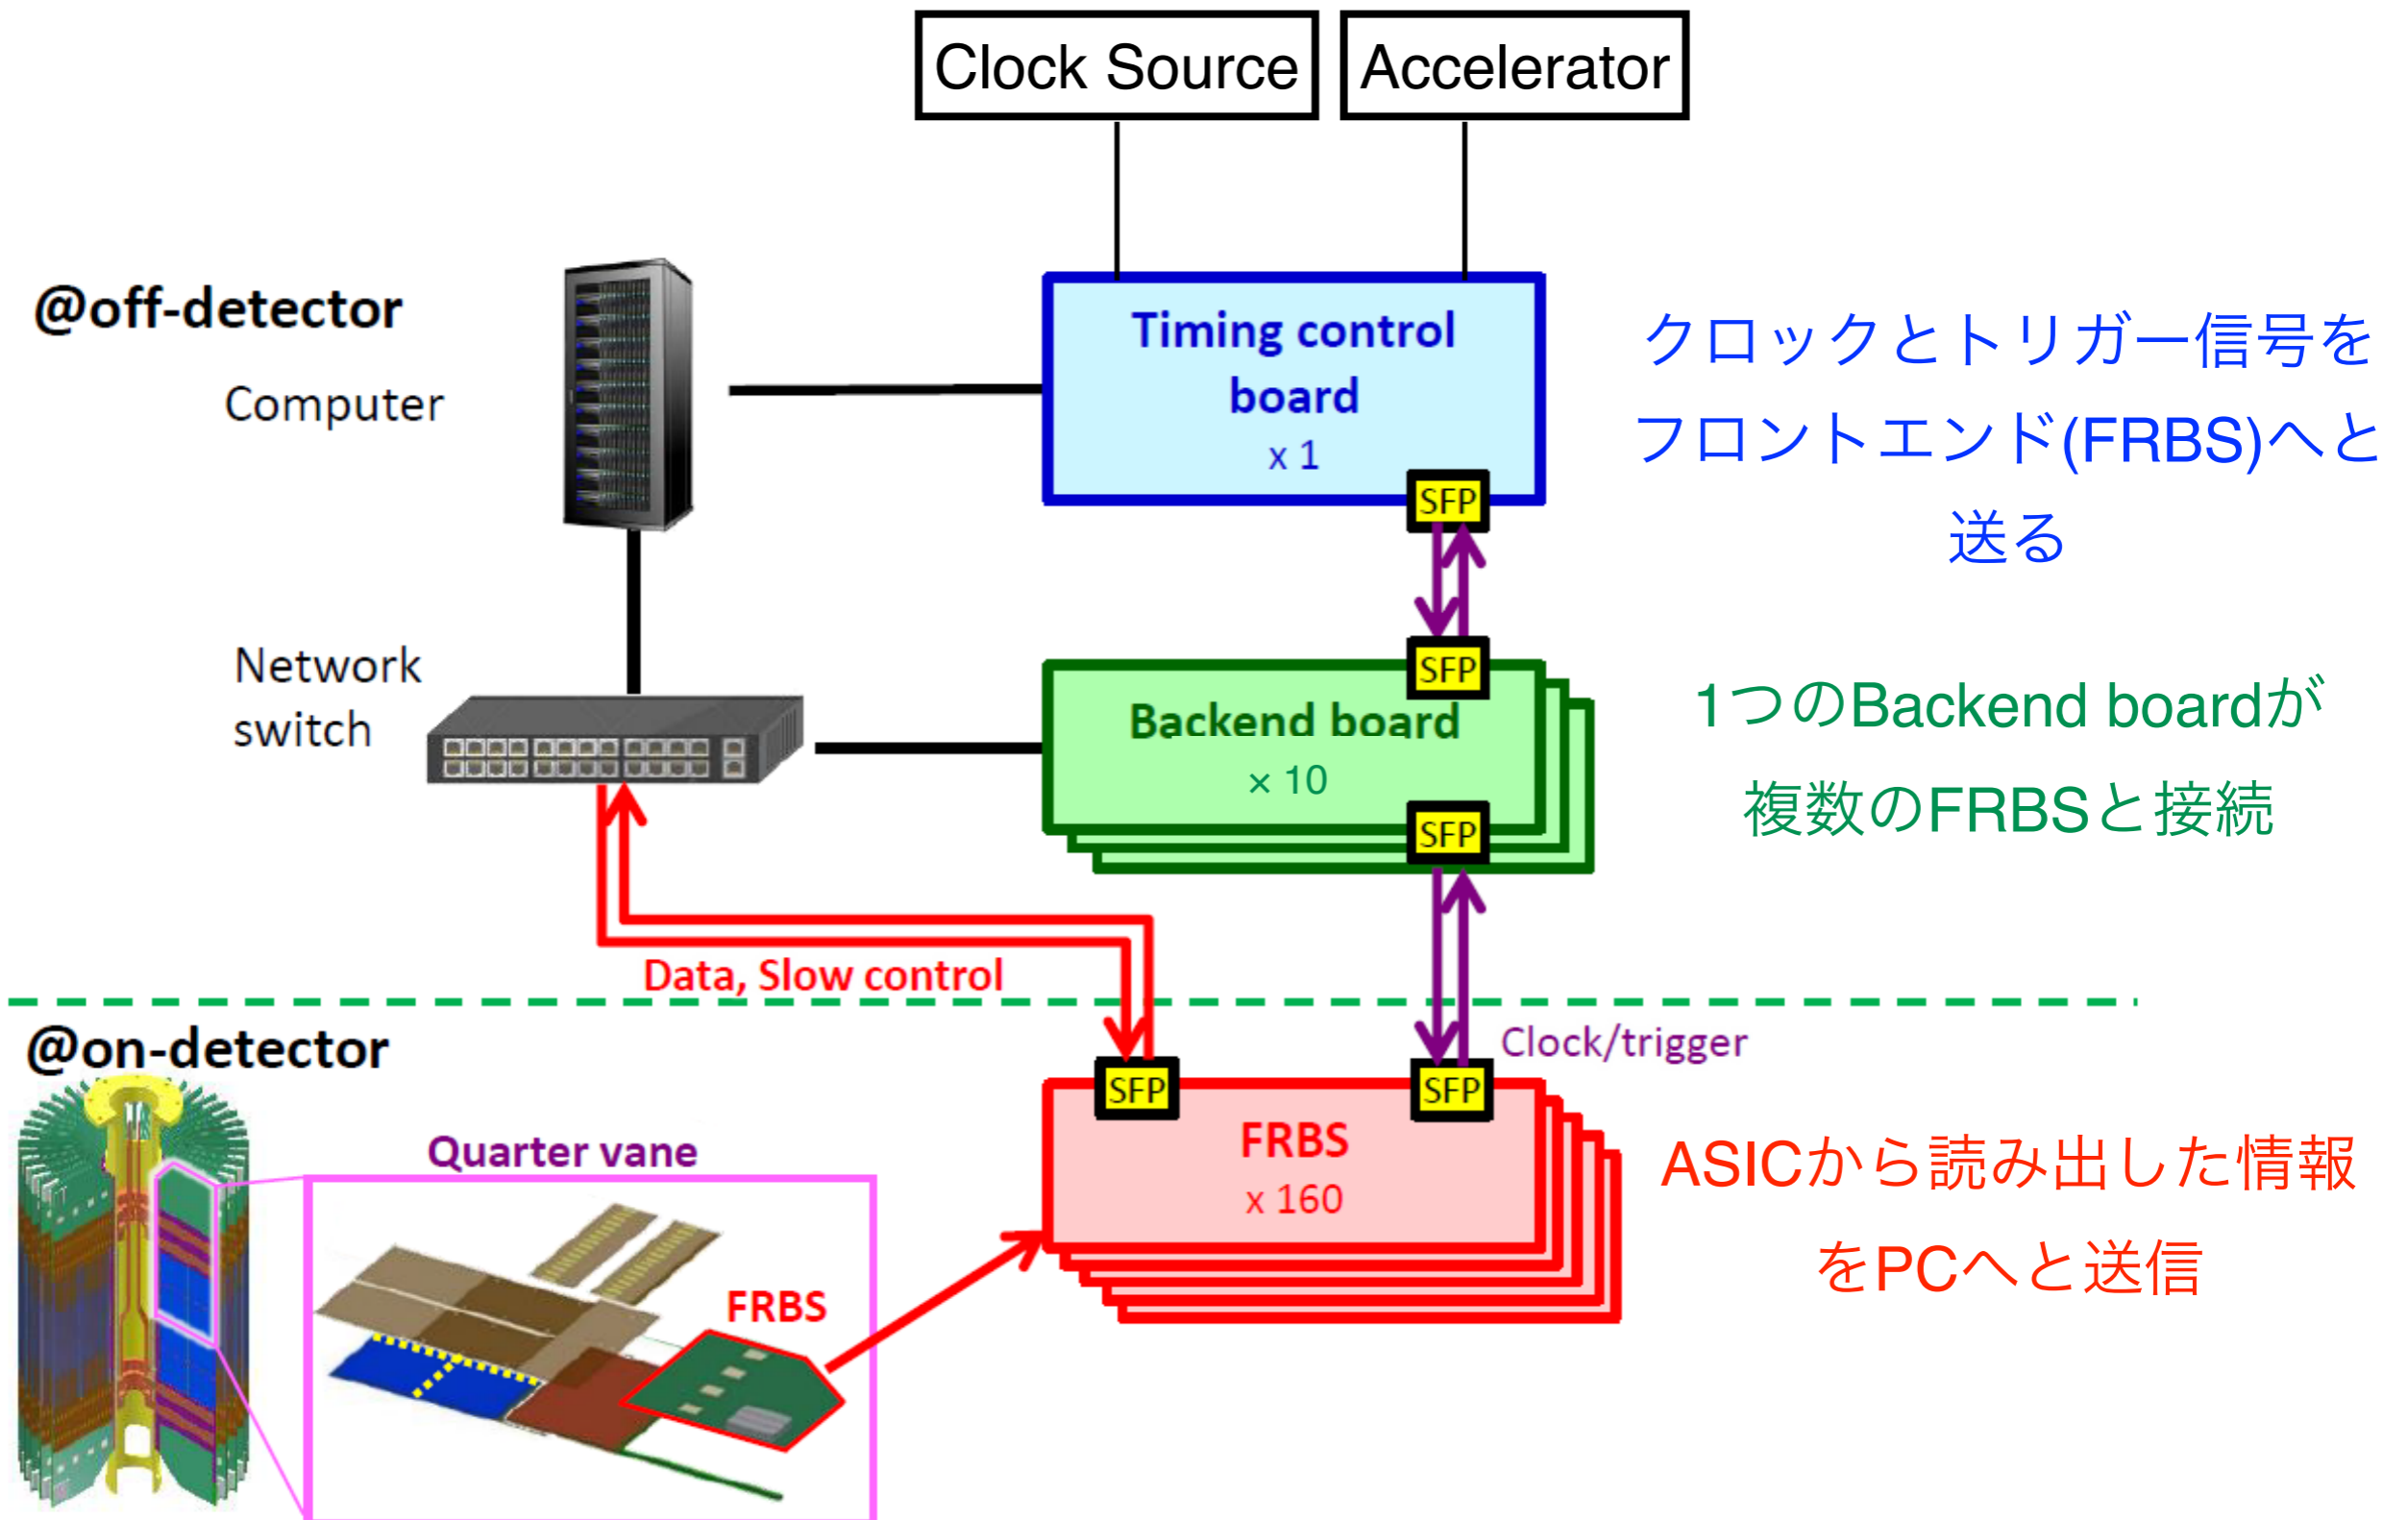 Clock Source
Accelerator
@off-detector
Computer
Timing control
board
x 1
SFP
クロックとトリガー信号を
フロントエンド(FRBS)へと
送る
Network
switch
SFP
Backend board
× 10
SFP
1つのBackend boardが
複数のFRBSと接続
Data, Slow control
@on-detector
Clock/trigger
SFP
SFP
FRBS
x 160
Quarter vane
FRBS
ASICから読み出した情報
をPCへと送信